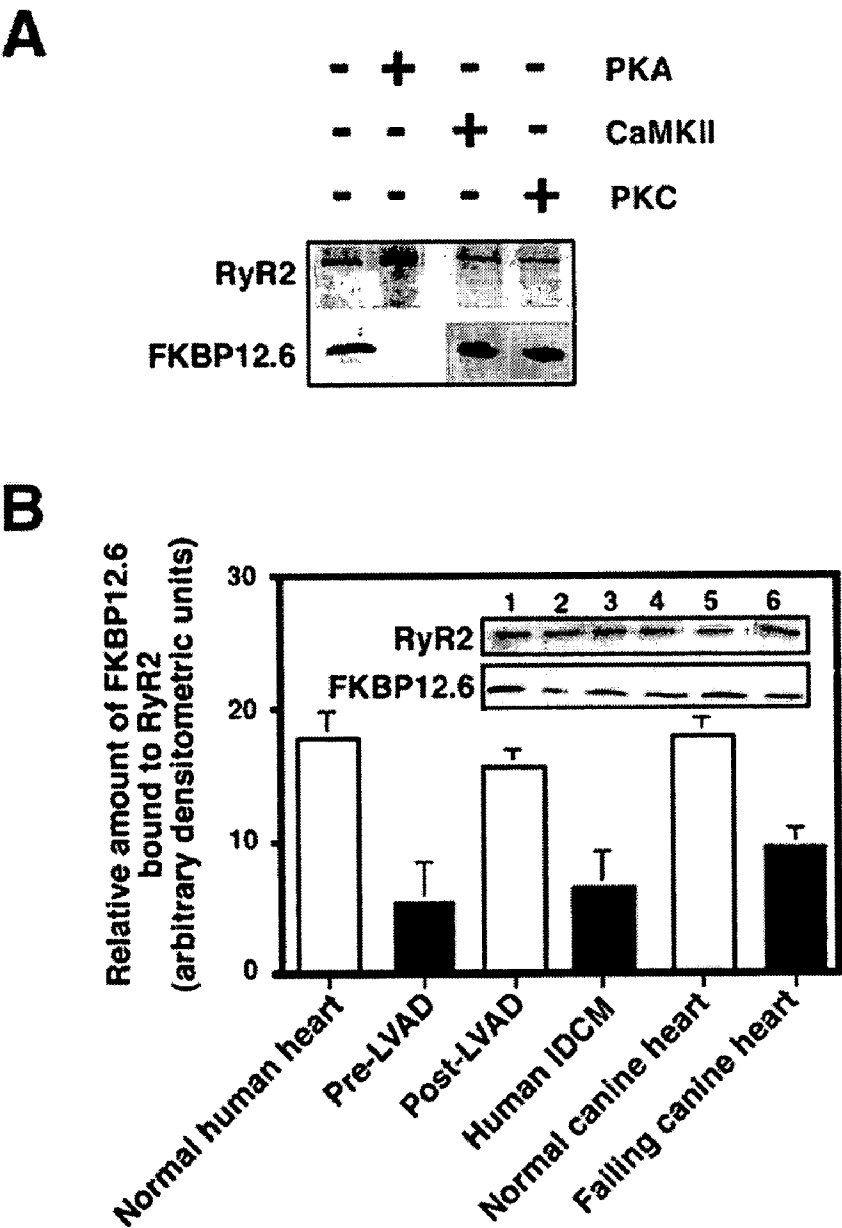 A
- + - - PKA
- - + - CaMKII
- - - + PKC
RyR2
FKBP12.6
B
Relative amount of FKBP12.6
bound to RyR2
(arbitrary densitometric units)
30
20
10
0
1 2 3 4 5 6
RyR2
FKBP12.6
Normal human heart
Pre-LVAD
Post-LVAD
Human IDCM
Normal canine heart
Failing canine heart